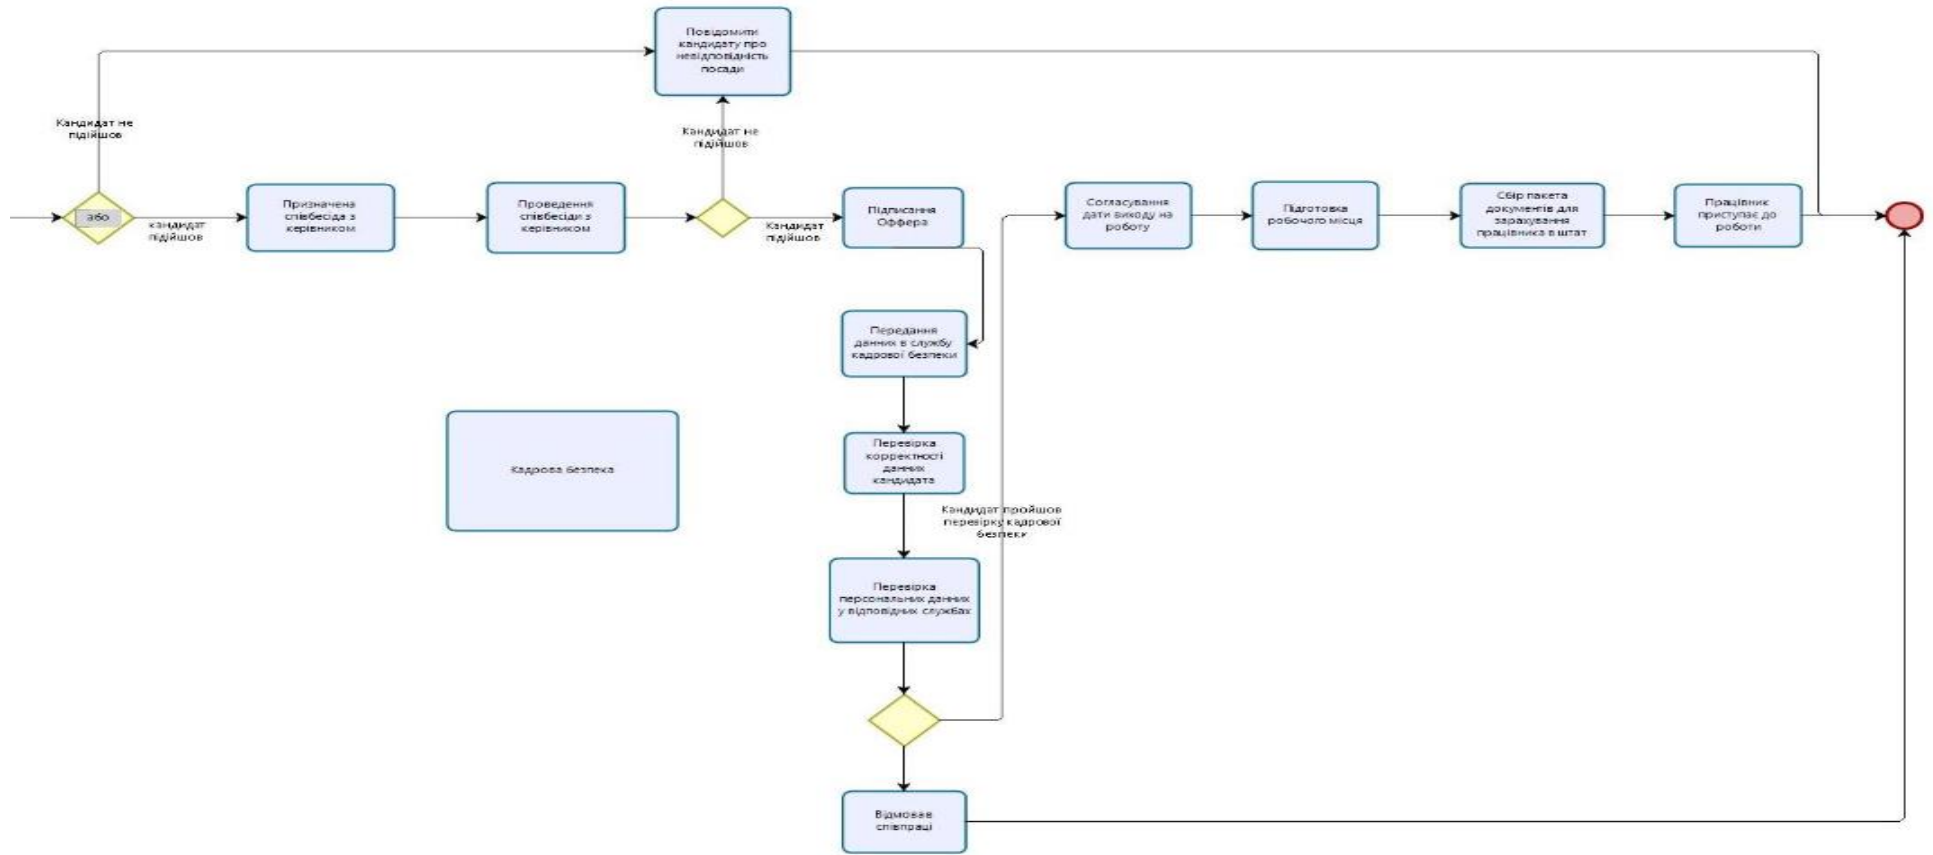 Повідомити
кандидату про
невідповідність
посади
Кандидат не
підійшов
Кандидат не
підійшов
або
кандидат
підійшов
Призначена
співбесіда з
керівником
Проведення
співбесіди з
керівником
Кандидат
підійшов
Підписання
Оффера
Согласування
дати виходу на
роботу
Підготовка
робочого місця
Сбір пакета
документів для
зарахування
працівника в штат
Працівник
приступає до
роботи
Передання
данних в службу
кадрової безпеки
Кадрова безпека
Перевірка
корректності
данних
кандидата
Кандидат пройшов
перевірку кадрової
безпеки
Перевірка
персональних данних
у відповідних службах
Відмовав
співпраці